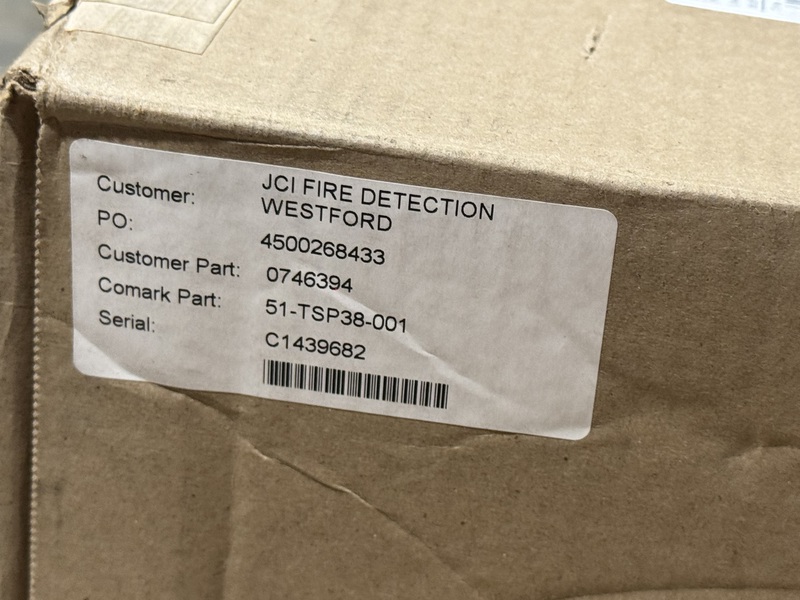 Customer: JCI FIRE DETECTION
WESTFORD
PO: 4500268433
Customer Part: 0746394
Comark Part: 51-TSP38-001
Serial: C1439682